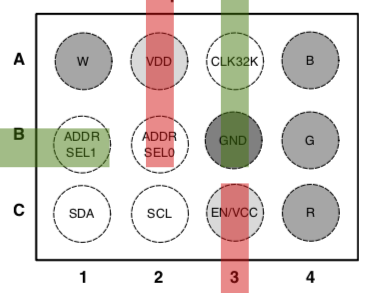 A W VDD CLK32K B
B ADDR SEL1 ADDR SEL0 GND G
C SDA SCL EN/VCC R
1 2 3 4